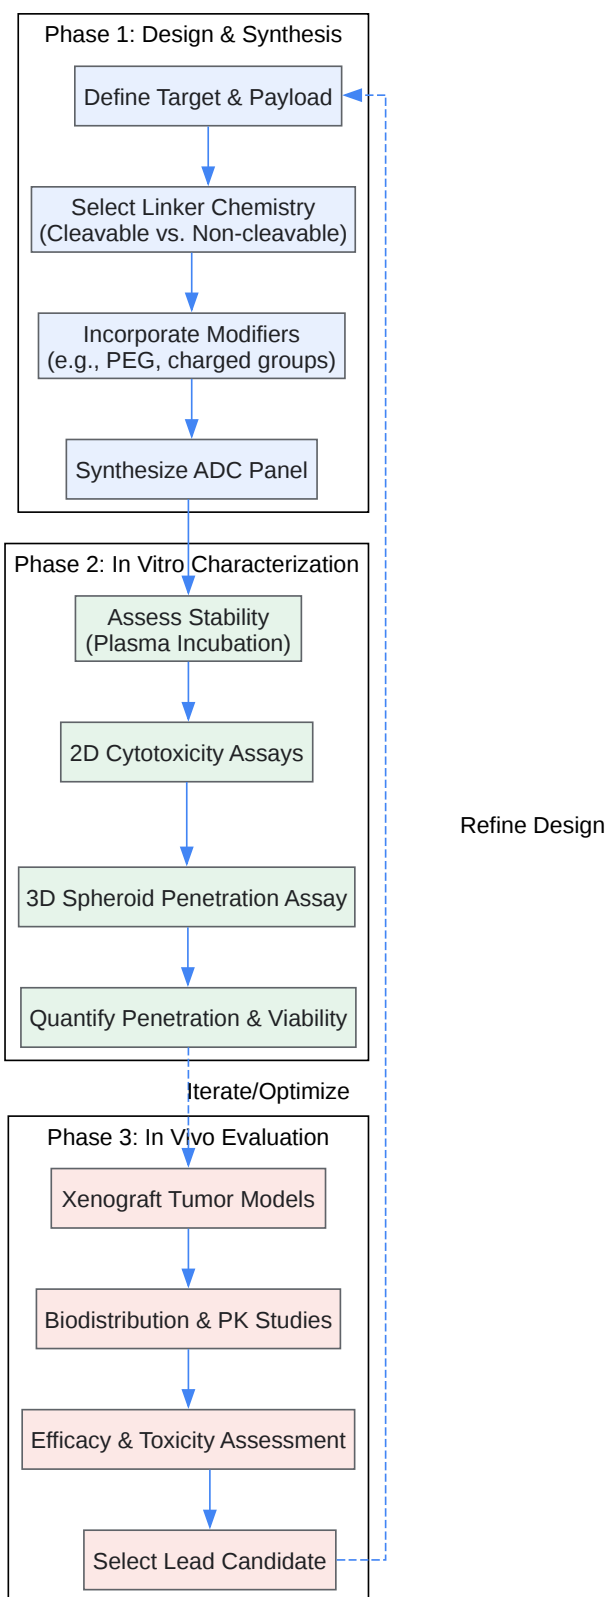 Phase 1: Design & Synthesis
Define Target & Payload
Select Linker Chemistry
(Cleavable vs. Non-cleavable)
Incorporate Modifiers
(e.g., PEG, charged groups)
Synthesize ADC Panel
Phase 2: In Vitro Characterization
Assess Stability
(Plasma Incubation)
2D Cytotoxicity Assays
Refine Design
3D Spheroid Penetration Assay
Quantify Penetration & Viability
Iterate/Optimize
Phase 3: In Vivo Evaluation
Xenograft Tumor Models
Biodistribution & PK Studies
Efficacy & Toxicity Assessment
Select Lead Candidate